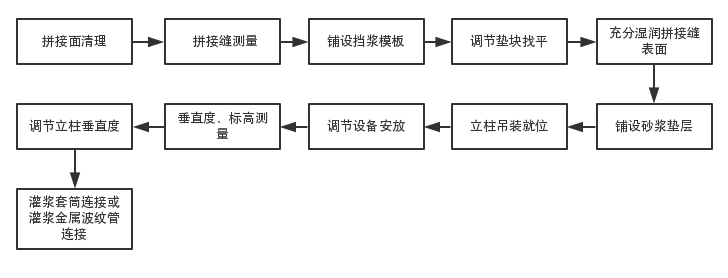 拼接面清理
拼接缝测量
铺设挡浆模板
调节垫块找平
充分湿润拼接缝
表面
铺设砂浆垫层
立柱吊装就位
调节设备安放
垂直度、标高测
量
调节立柱垂直度
灌浆套筒连接或
灌浆金属波纹管
连接